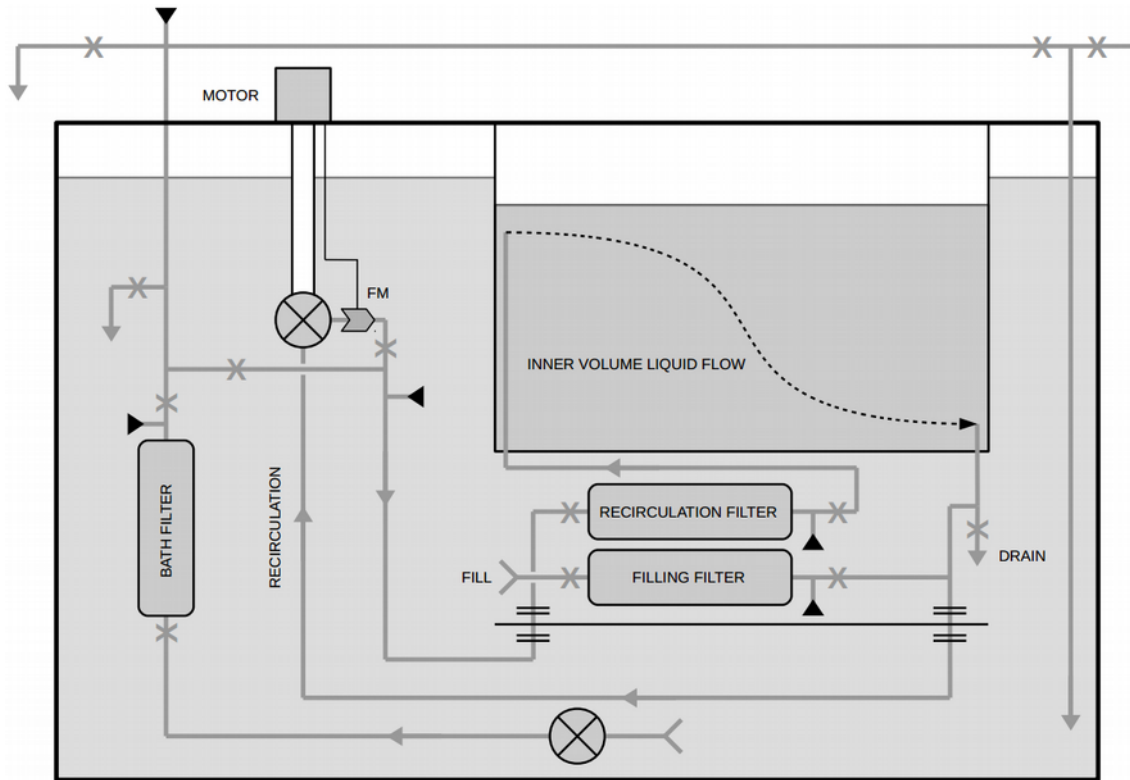 MOTOR
FM
INNER VOLUME LIQUID FLOW
RECIRCULATION
BATH FILTER
RECIRCULATION FILTER
FILL
FILLING FILTER
DRAIN